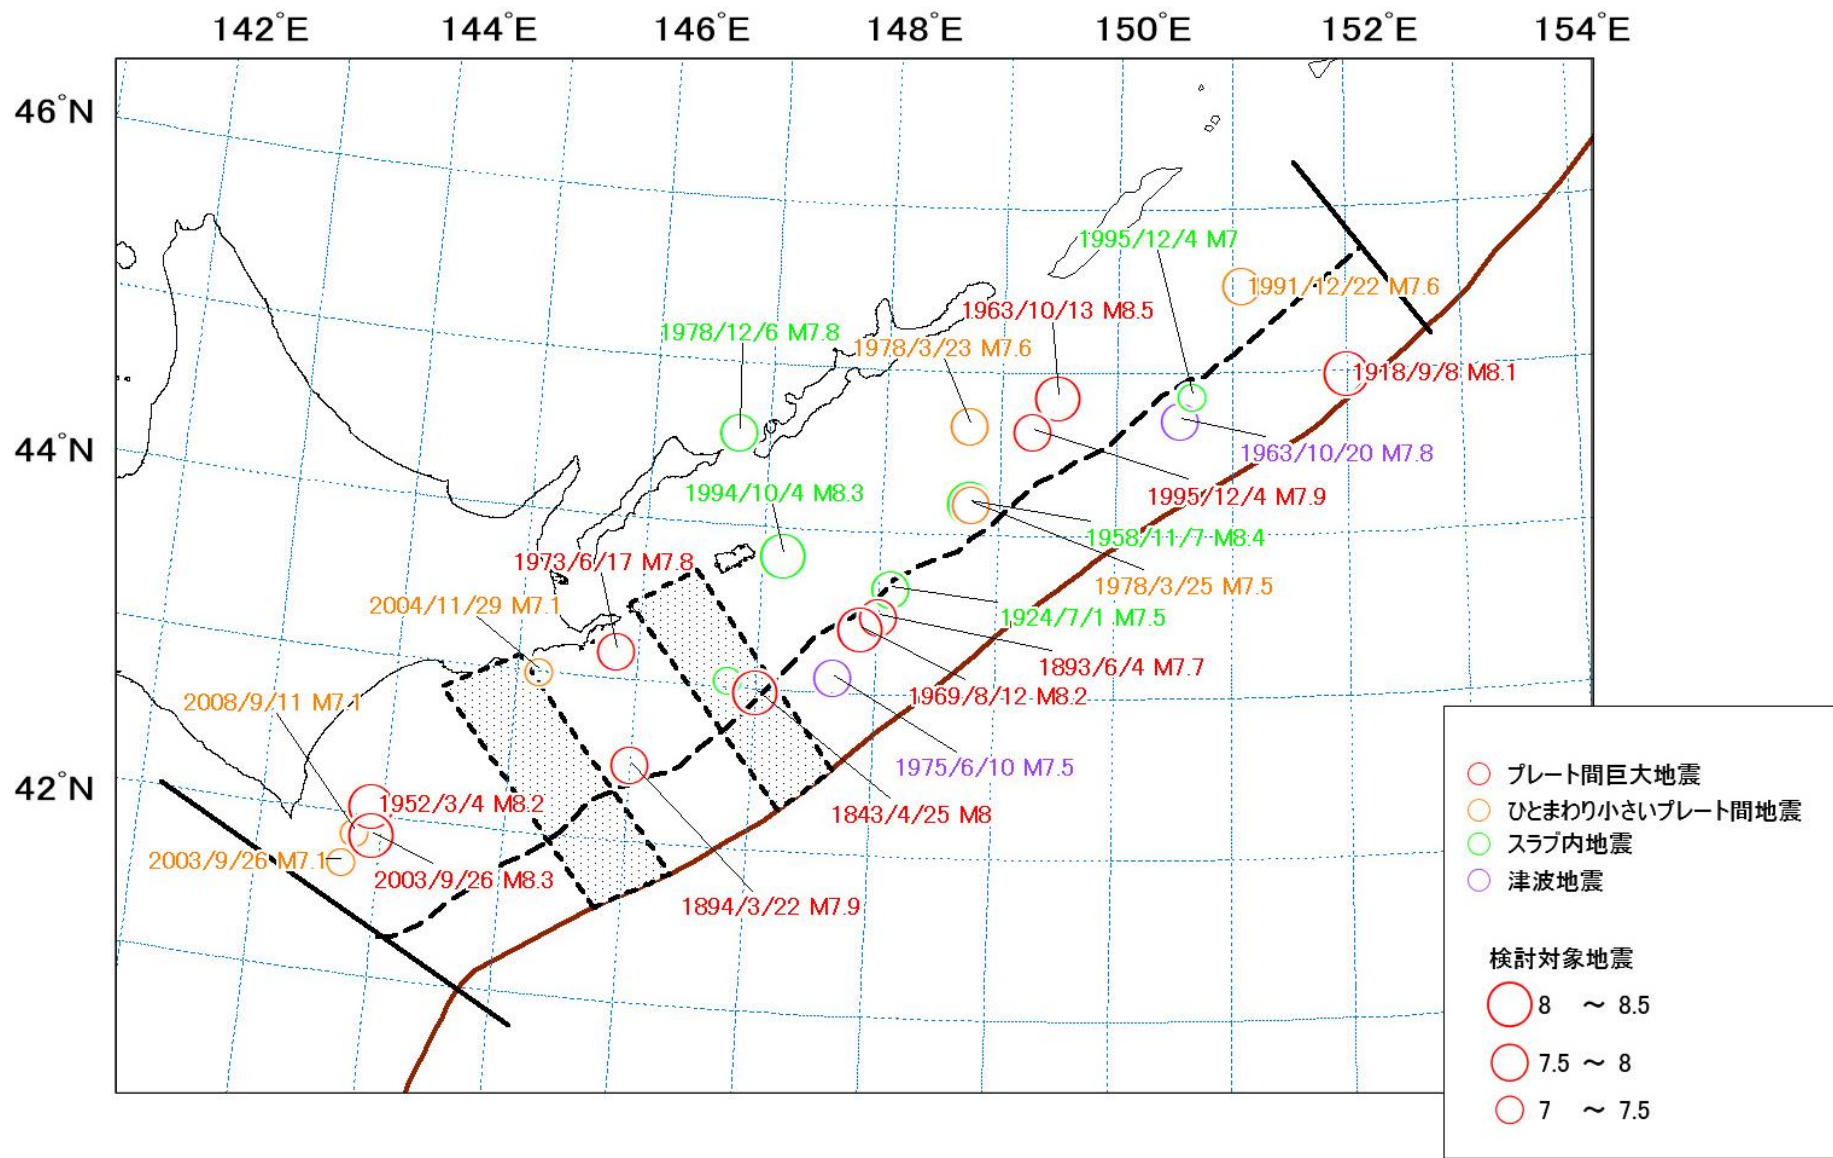 142°E 144°E 146°E 148°E 150°E 152°E 154°E
46°N
44°N
42°N
1995/12/4 M7
1991/12/22 M7.6
1963/10/13 M8.5
1978/12/6 M7.8
1978/3/23 M7.6
1918/9/8 M8.1
1963/10/20 M7.8
1994/10/4 M8.3
1995/12/4 M7.9
1958/11/7 M8.4
1973/6/17 M7.8
1978/3/25 M7.5
2004/11/29 M7.1
1924/7/1 M7.5
1893/6/4 M7.7
2008/9/11 M7.1
1969/8/12 M8.2
1975/6/10 M7.5
1952/3/4 M8.2
1843/4/25 M8
2003/9/26 M7.1
2003/9/26 M8.3
1894/3/22 M7.9
プレート間巨大地震
ひとまわり小さいプレート間地震
スラブ内地震
津波地震
検討対象地震
8 ～ 8.5
7.5 ～ 8
7 ～ 7.5